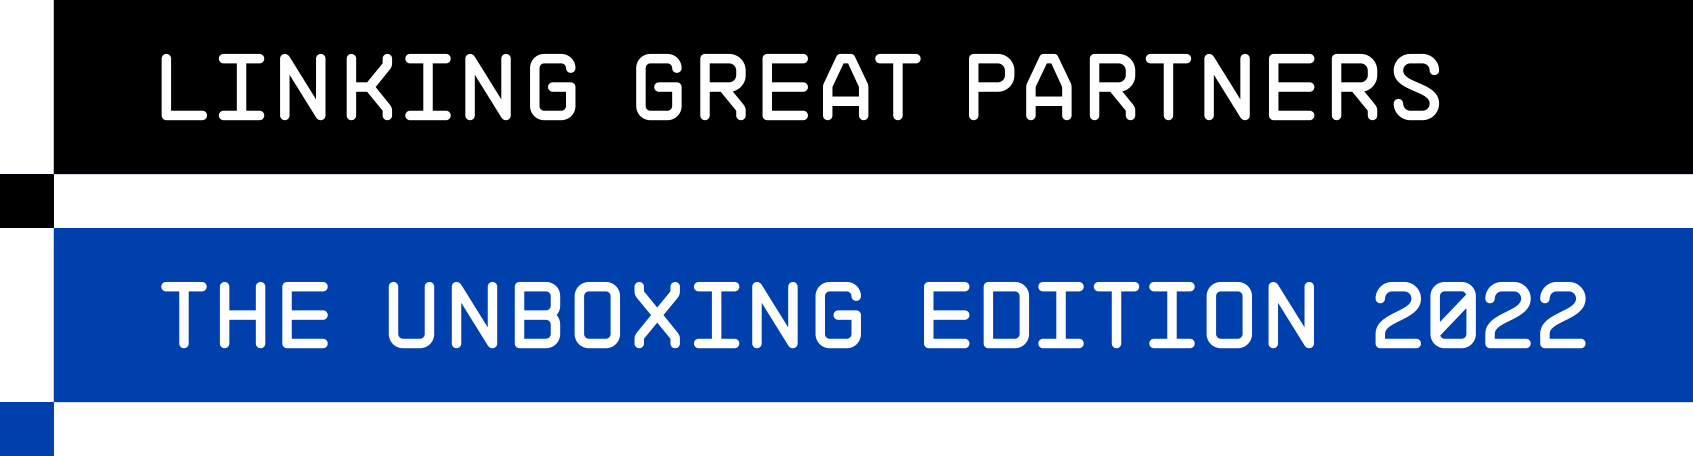 LINKING GREAT PARTNERS
THE UNBOXING EDITION 2022